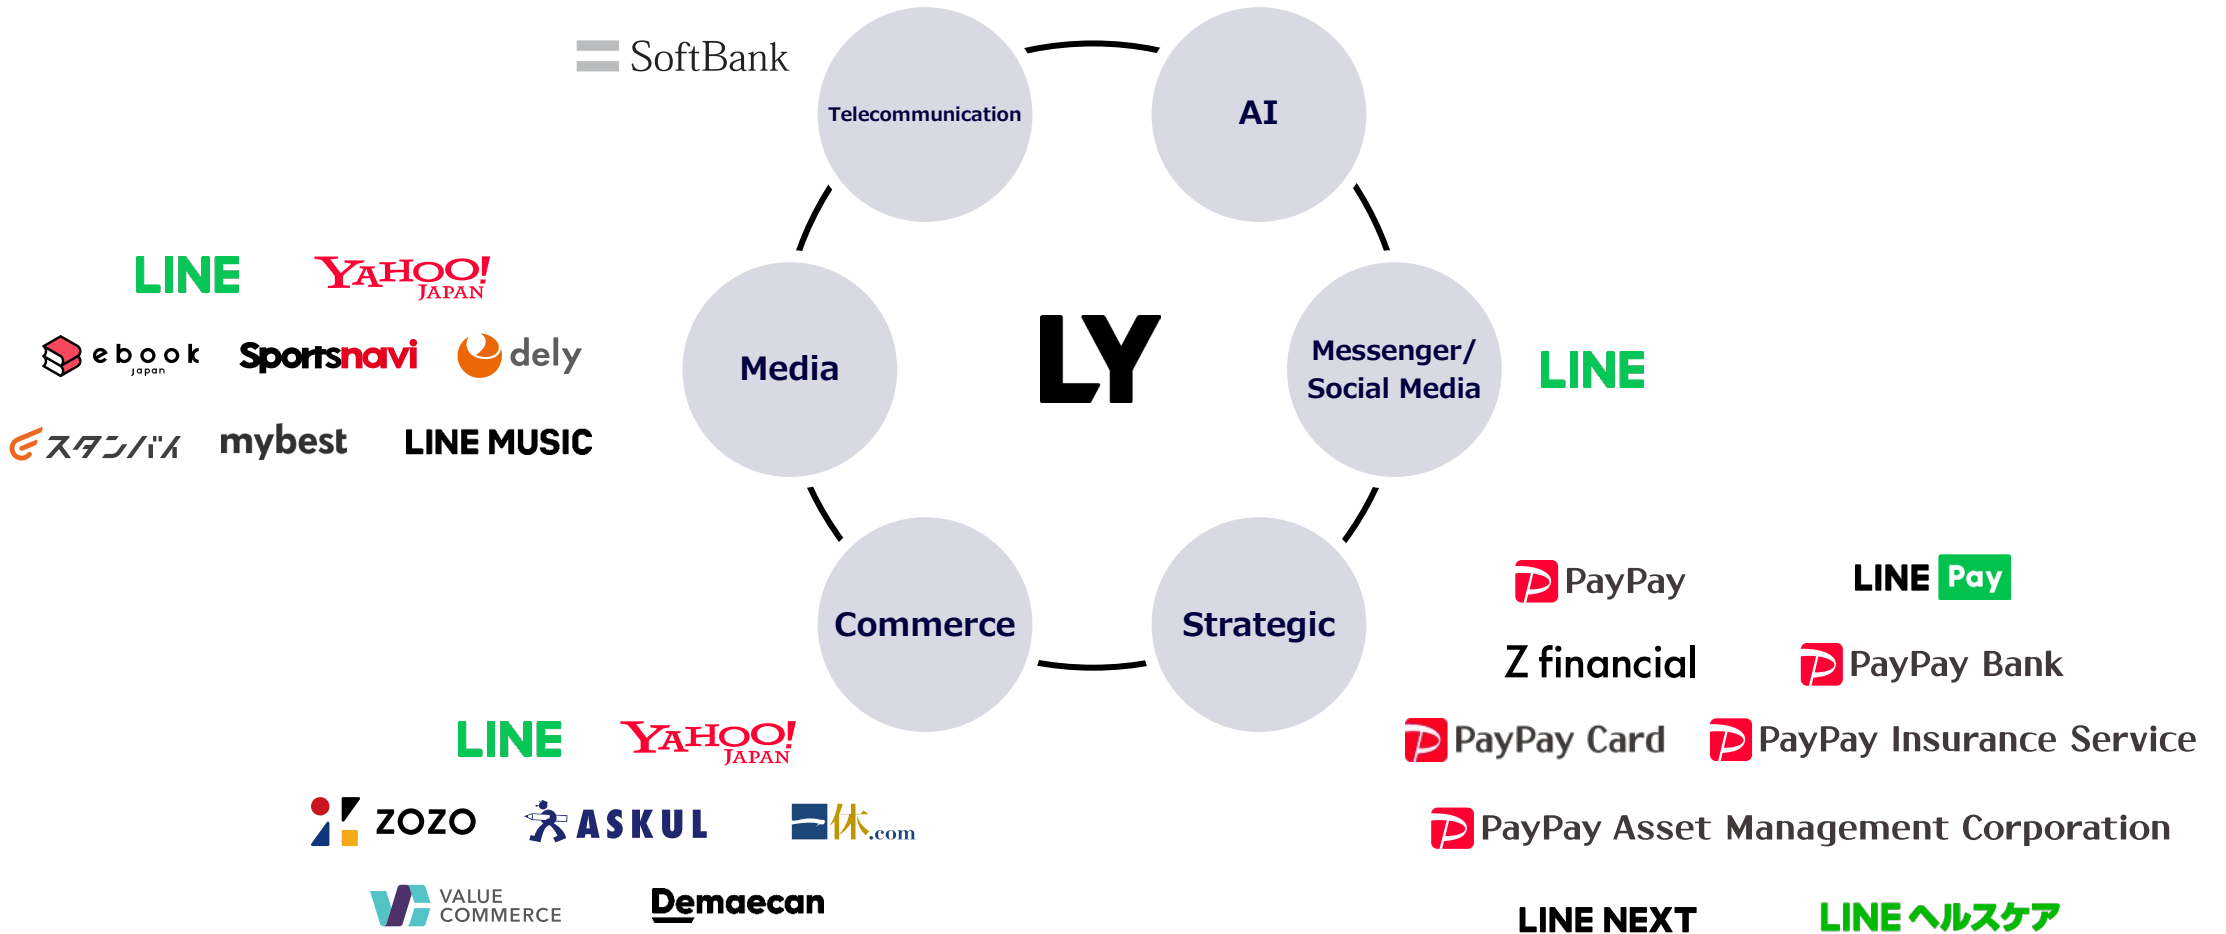 SoftBank
Telecommunication
AI
LINE
YAHOO!
JAPAN
ebook
japan
Sportsnavi
dely
スタンバイ
mybest
LINE MUSIC
Media
LY
Messenger/
Social Media
LINE
Commerce
Strategic
LINE
YAHOO!
JAPAN
ZOZO
ASKUL
一休.com
VALUE
COMMERCE
Demaecan
PayPay
LINE Pay
Z financial
PayPay Bank
PayPay Card
PayPay Insurance Service
PayPay Asset Management Corporation
LINE NEXT
LINE ヘルスケア